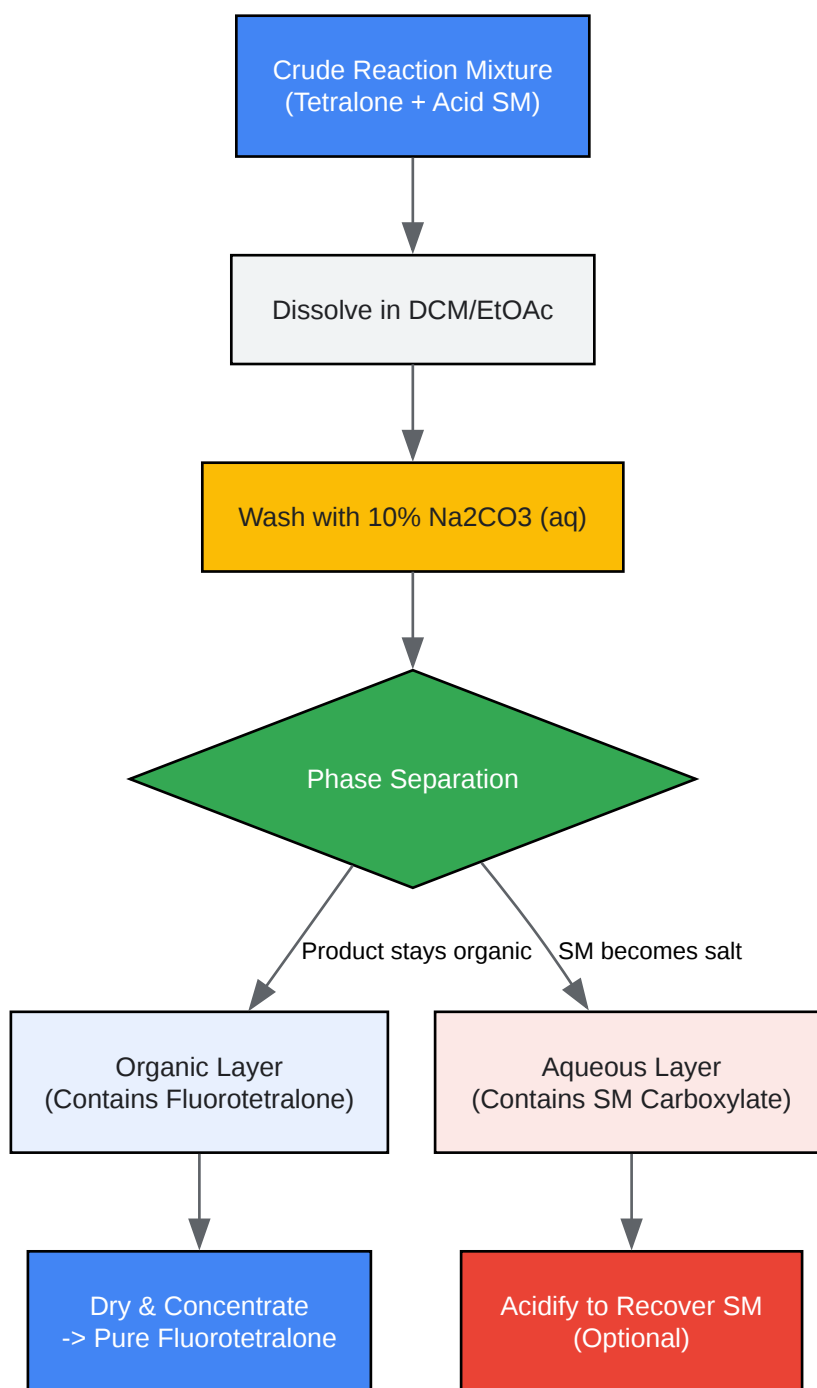 Crude Reaction Mixture
(Tetralone + Acid SM)
Dissolve in DCM/EtOAc
Wash with 10% Na2CO3 (aq)
Phase Separation
Product stays organic
SM becomes salt
Organic Layer
(Contains Fluorotetralone)
Aqueous Layer
(Contains SM Carboxylate)
Dry & Concentrate
-> Pure Fluorotetralone
Acidify to Recover SM
(Optional)